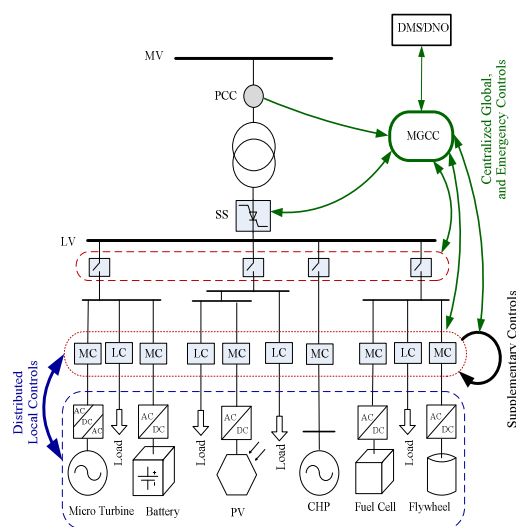 DMS/DNO
MV
PCC
MGCC
Centralized Global,
and Emergency Controls
SS
LV
MC
LC
MC
LC
MC
LC
MC
MC
LC
MC
Supplementary Controls
Distributed
Local Controls
AC
DC
AC
Load
AC
DC
Load
AC
DC
Load
AC
DC
Load
AC
DC
Micro Turbine
Battery
PV
CHP
Fuel Cell
Flywheel